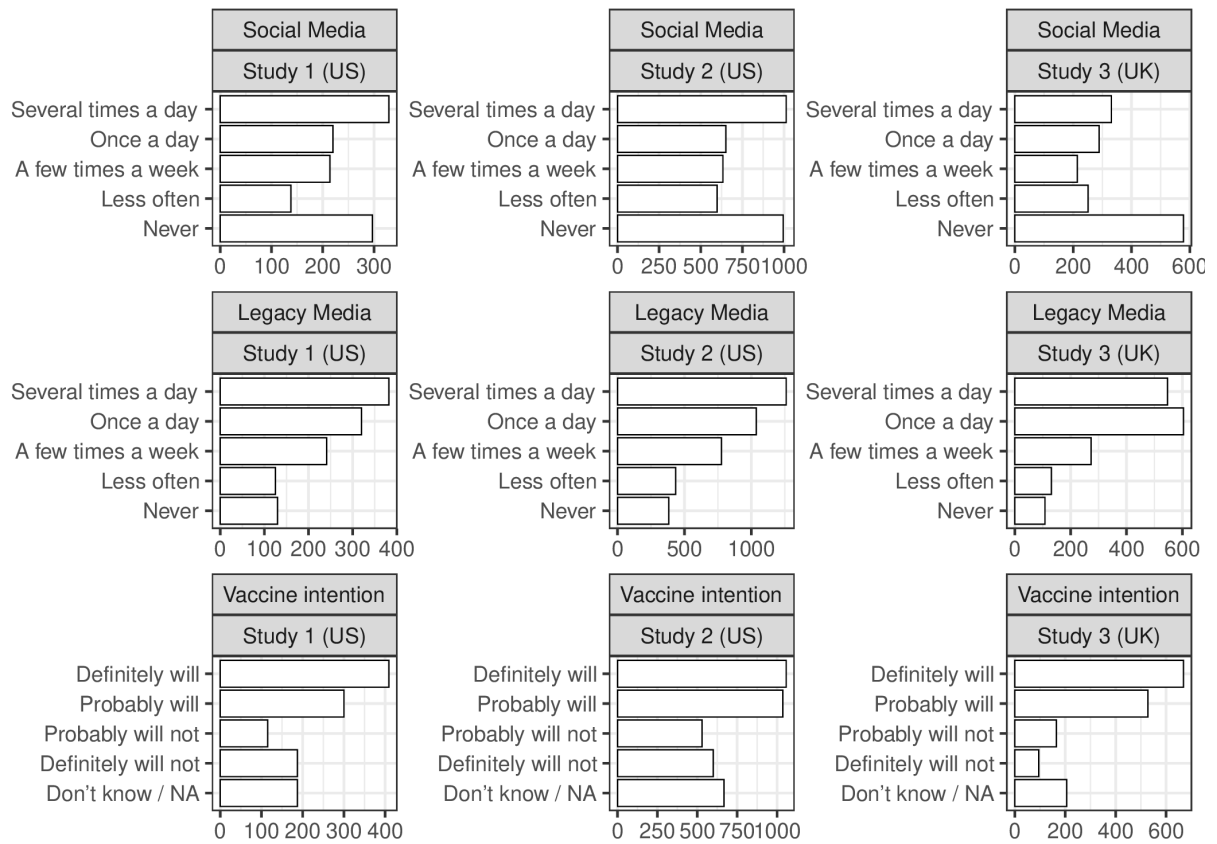 Social Media Social Media Social Media
Study 1 (US) Study 2 (US) Study 3 (UK)
Several times a day Several times a day Several times a day
Once a day Once a day Once a day
A few times a week A few times a week A few times a week
Less often Less often Less often
Never Never Never
0 100 200 300 0 250 500 750 1000 0 200 400 600
Legacy Media Legacy Media Legacy Media
Study 1 (US) Study 2 (US) Study 3 (UK)
Several times a day Several times a day Several times a day
Once a day Once a day Once a day
A few times a week A few times a week A few times a week
Less often Less often Less often
Never Never Never
0 100 200 300 400 0 500 1000 0 200 400 600
Vaccine intention Vaccine intention Vaccine intention
Study 1 (US) Study 2 (US) Study 3 (UK)
Definitely will Definitely will Definitely will
Probably will Probably will Probably will
Probably will not Probably will not Probably will not
Definitely will not Definitely will not Definitely will not
Don't know / NA Don't know / NA Don't know / NA
0 100 200 300 400 0 250 500 750 1000 0 200 400 600